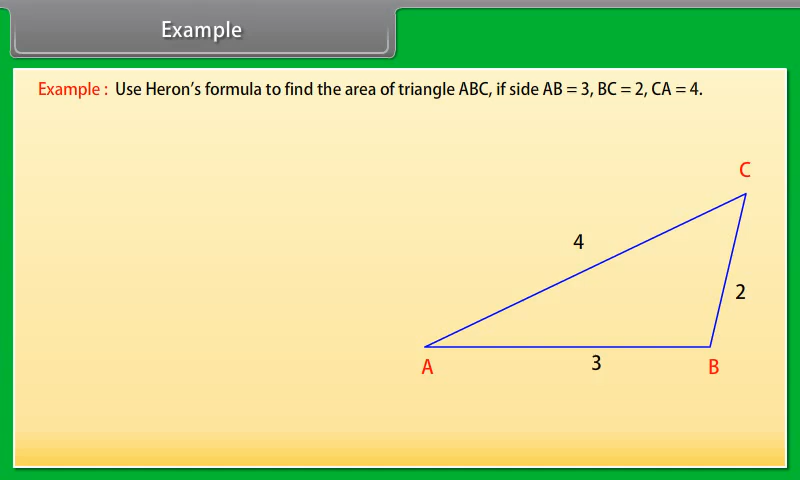 Example
Example : Use Heron's formula to find the area of triangle ABC, if side AB = 3, BC = 2, CA = 4.
C
4
2
3
A
B